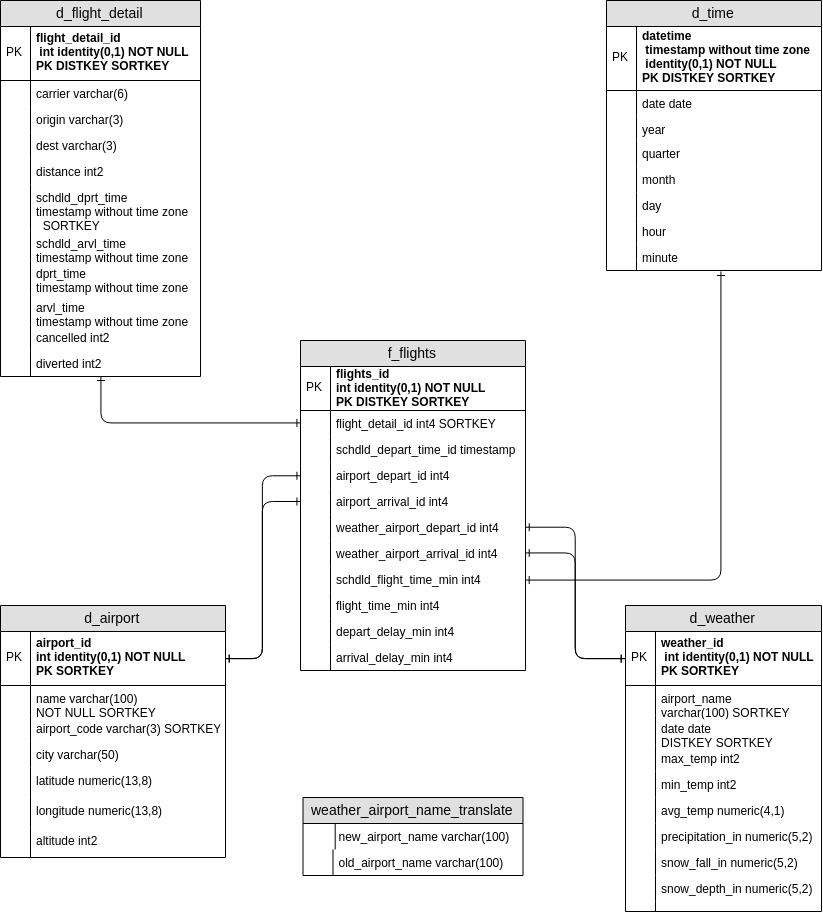 d_flight_detail
PK
flight_detail_id
int identity(0,1) NOT NULL
PK DISTKEY SORTKEY
carrier varchar(6)
origin varchar(3)
dest varchar(3)
distance int2
schdld_dprt_time
timestamp without time zone
SORTKEY
schdld_arvl_time
timestamp without time zone
dprt_time
timestamp without time zone
arvl_time
timestamp without time zone
cancelled int2
diverted int2
d_time
PK
datetime
timestamp without time zone
identity(0,1) NOT NULL
PK DISTKEY SORTKEY
date date
year
quarter
month
day
hour
minute
f_flights
PK
flights_id
int identity(0,1) NOT NULL
PK DISTKEY SORTKEY
flight_detail_id int4 SORTKEY
schdld_depart_time_id timestamp
airport_depart_id int4
airport_arrival_id int4
weather_airport_depart_id int4
weather_airport_arrival_id int4
schdld_flight_time_min int4
flight_time_min int4
depart_delay_min int4
arrival_delay_min int4
d_airport
PK
airport_id
int identity(0,1) NOT NULL
PK SORTKEY
name varchar(100)
NOT NULL SORTKEY
airport_code varchar(3) SORTKEY
city varchar(50)
latitude numeric(13,8)
longitude numeric(13,8)
altitude int2
weather_airport_name_translate
new_airport_name varchar(100)
old_airport_name varchar(100)
d_weather
PK
weather_id
int identity(0,1) NOT NULL
PK SORTKEY
airport_name
varchar(100) SORTKEY
date date
DISTKEY SORTKEY
max_temp int2
min_temp int2
avg_temp numeric(4,1)
precipitation_in numeric(5,2)
snow_fall_in numeric(5,2)
snow_depth_in numeric(5,2)